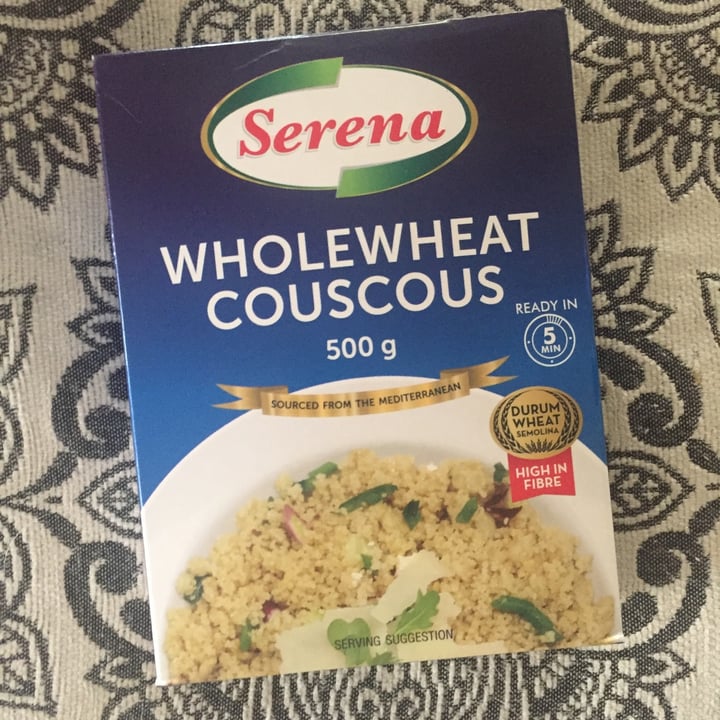 Serena
WHOLEWHEAT
COUSCOUS
500 g
READY IN
5
MIN
SOURCED FROM THE MEDITERRANEAN
DURUM
WHEAT
SEMOLINA
HIGH IN
FIBRE
SERVING SUGGESTION